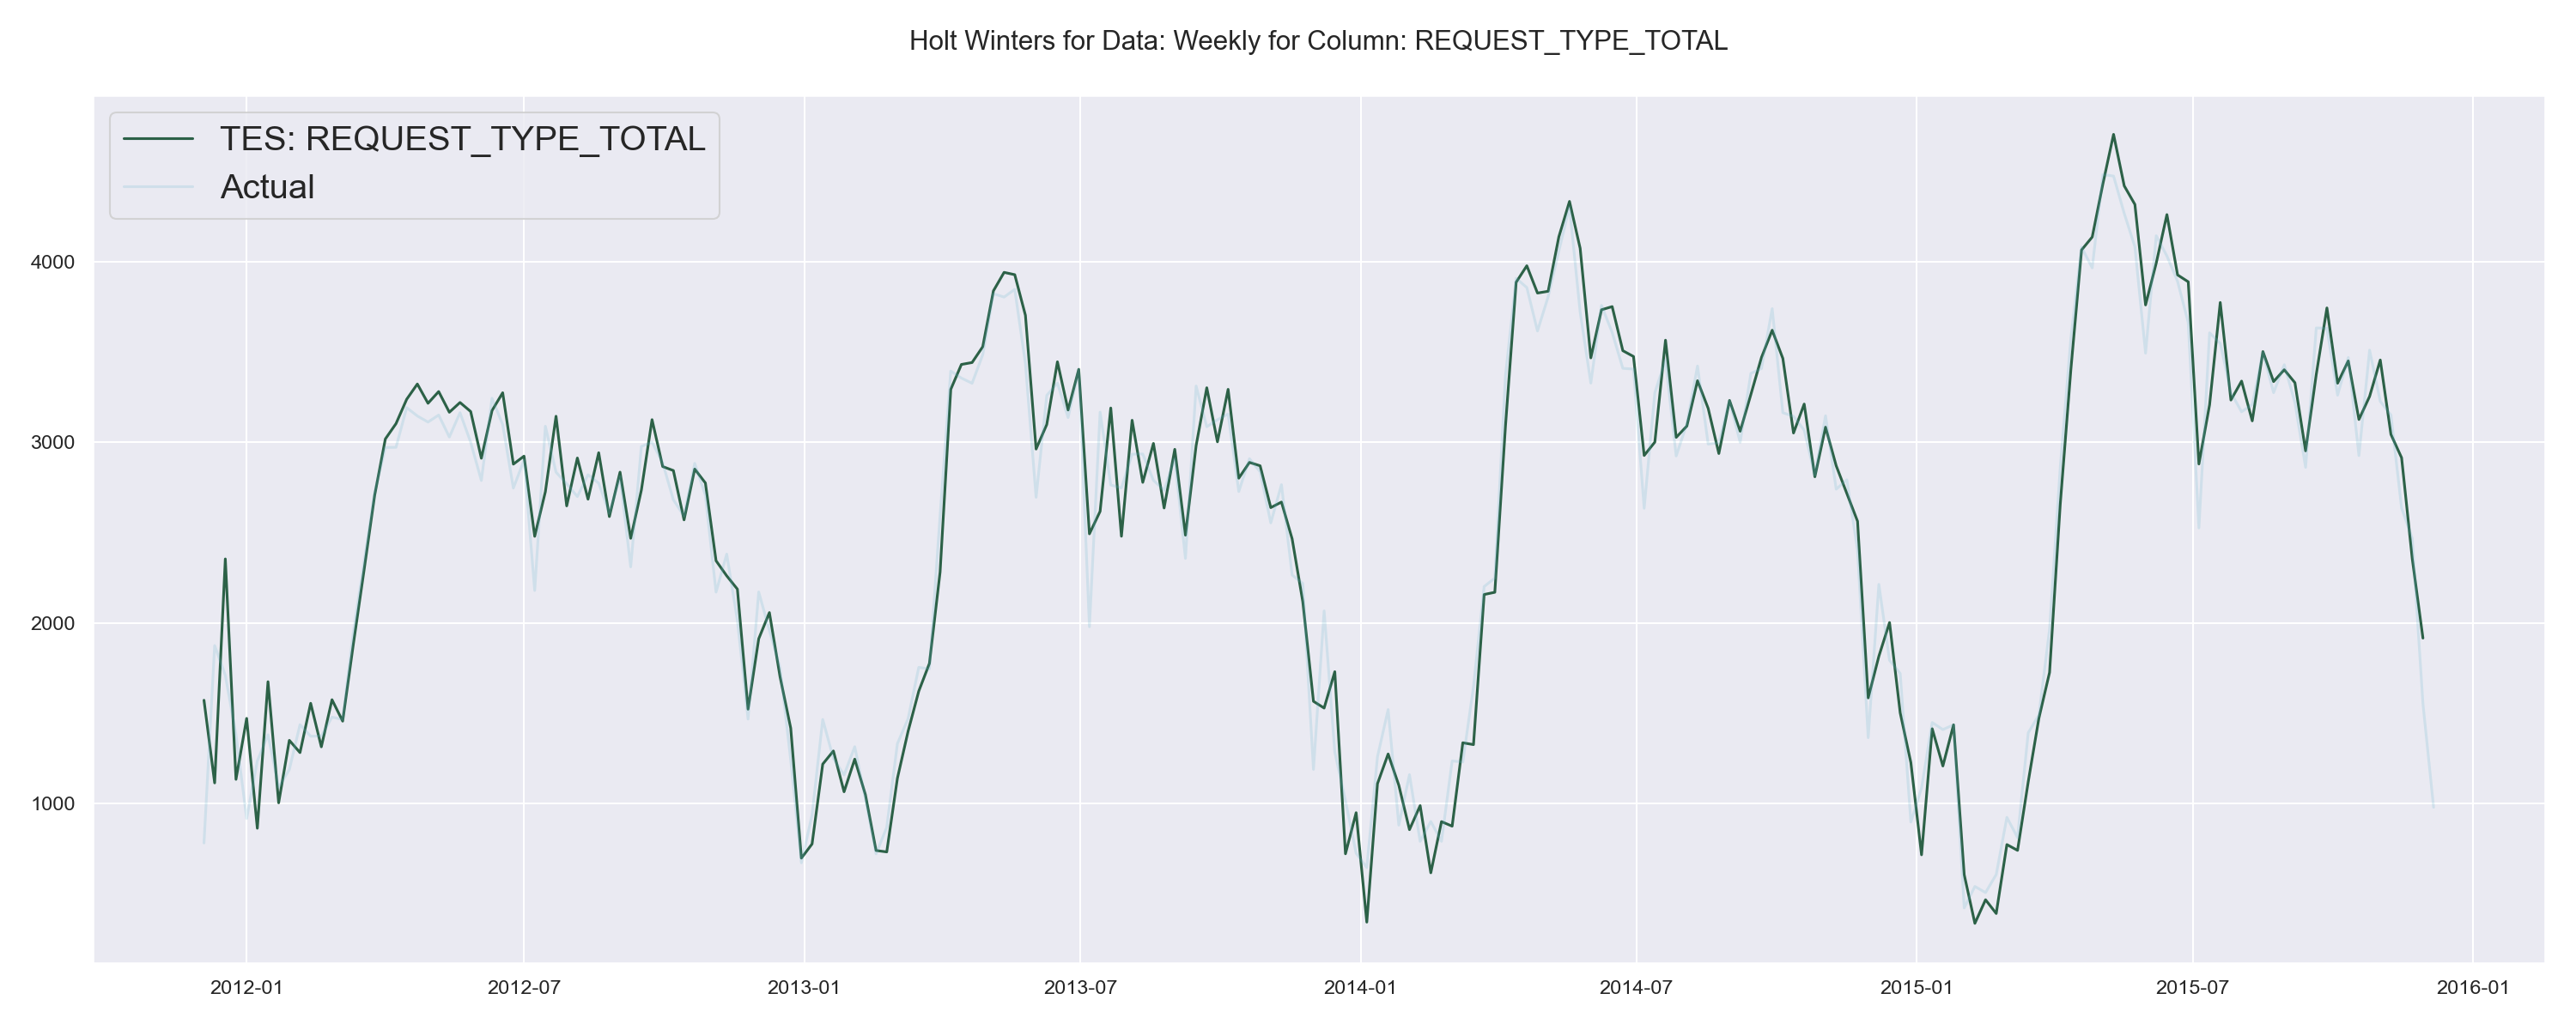 Holt Winters for Data: Weekly for Column: REQUEST_TYPE_TOTAL
TES: REQUEST_TYPE_TOTAL
Actual
4000
3000
2000
1000
2012-01 2012-07 2013-01 2013-07 2014-01 2014-07 2015-01 2015-07 2016-01